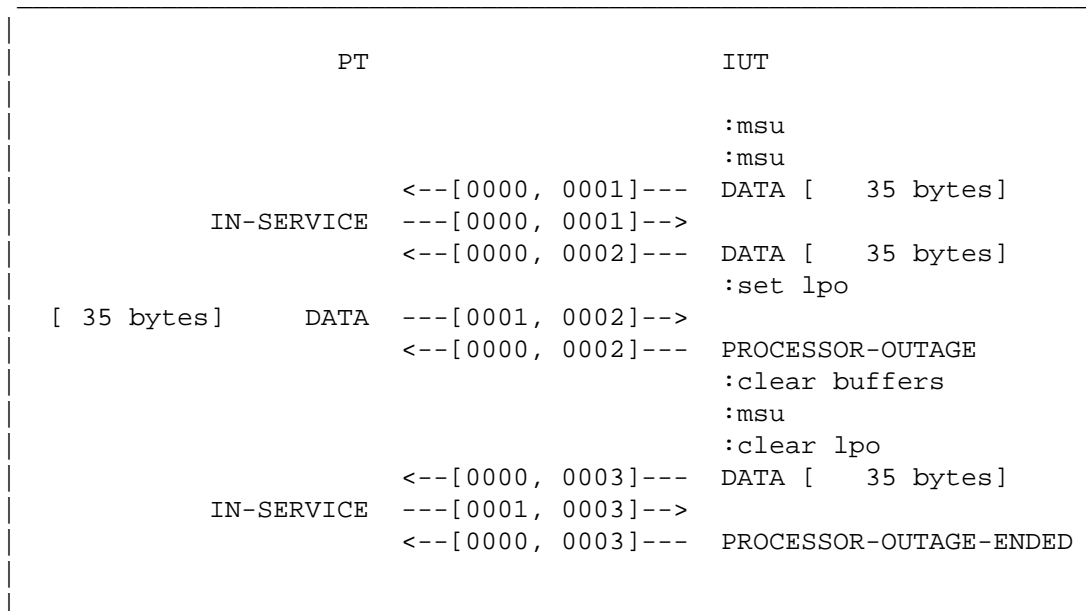 PT IUT
:msu
:msu
<--[0000, 0001]--- DATA [ 35 bytes]
IN-SERVICE ---[0000, 0001]-->
<--[0000, 0002]--- DATA [ 35 bytes]
:set lpo
[ 35 bytes] DATA ---[0001, 0002]-->
<--[0000, 0002]--- PROCESSOR-OUTAGE
:clear buffers
:msu
:clear lpo
<--[0000, 0003]--- DATA [ 35 bytes]
IN-SERVICE ---[0001, 0003]-->
<--[0000, 0003]--- PROCESSOR-OUTAGE-ENDED